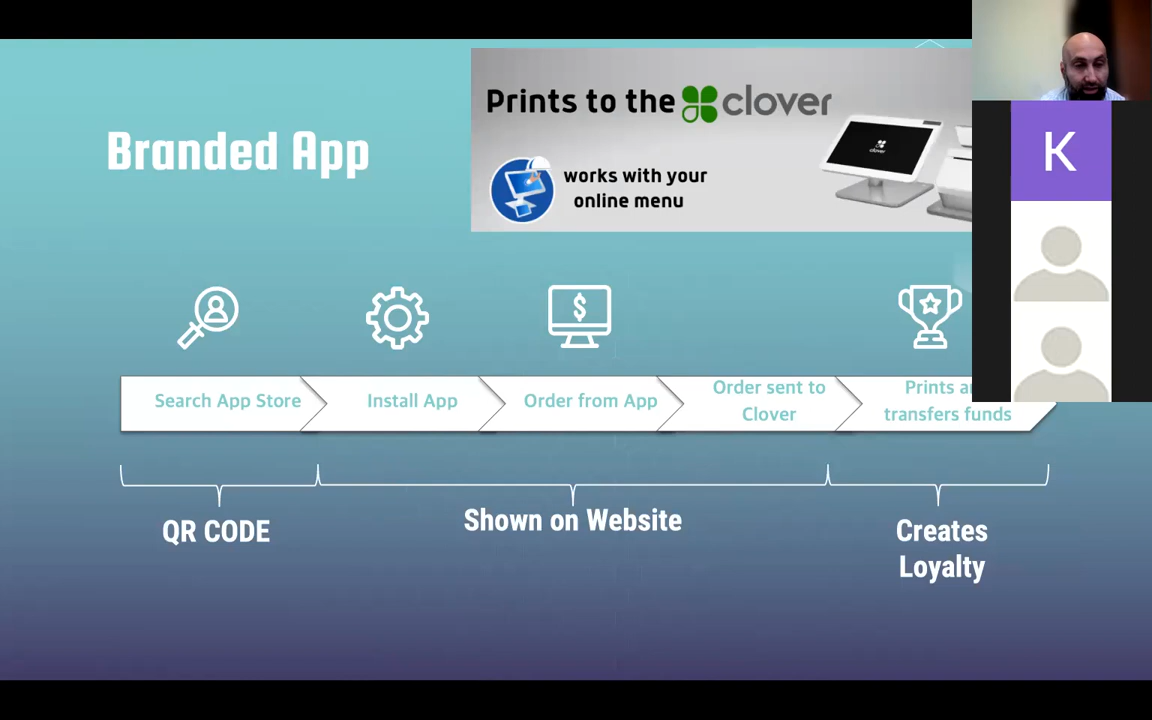 Prints to the clover
Branded App
works with your
online menu
clover
K
$
Search App Store
Install App
Order from App
Order sent to
Clover
Prints
transfers funds
QR CODE
Shown on Website
Creates
Loyalty